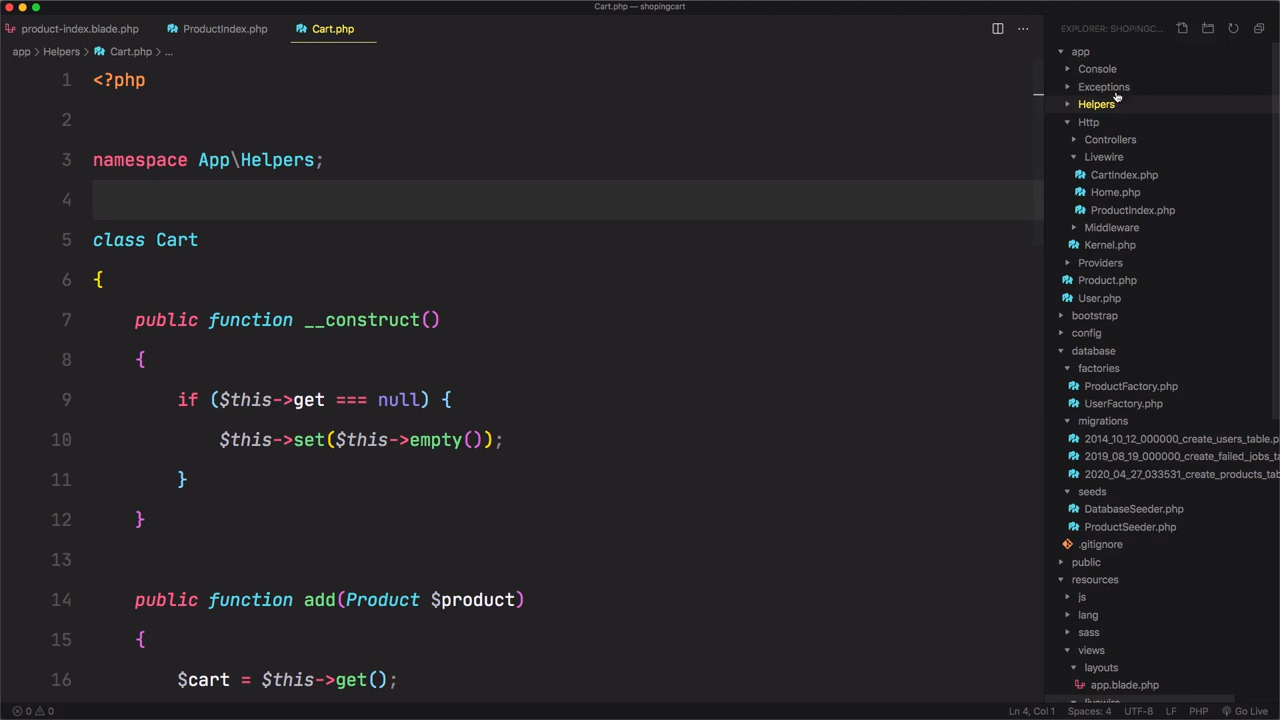 Cart.php — shopingcart
product-index.blade.php
ProductIndex.php
Cart.php
app > Helpers > Cart.php > ...
1 <?php
2
3 namespace App\Helpers;
4
5 class Cart
6 {
7 public function __construct()
8 {
9 if ($this->get === null) {
10 $this->set($this->empty());
11 }
12 }
13
14 public function add(Product $product)
15 {
16 $cart = $this->get();
EXPLORER: SHOPINGC...
app
Console
Exceptions
Helpers
Http
Controllers
Livewire
CartIndex.php
Home.php
ProductIndex.php
Middleware
Kernel.php
Providers
Product.php
User.php
bootstrap
config
database
factories
ProductFactory.php
UserFactory.php
migrations
2014_10_12_000000_create_users_table.p
2019_08_19_000000_create_failed_jobs_ta
2020_04_27_033531_create_products_tab
seeds
DatabaseSeeder.php
ProductSeeder.php
.gitignore
public
resources
js
lang
sass
views
layouts
app.blade.php
livewire
0 0
Ln 4, Col 1 Spaces: 4 UTF-8 LF PHP Go Live